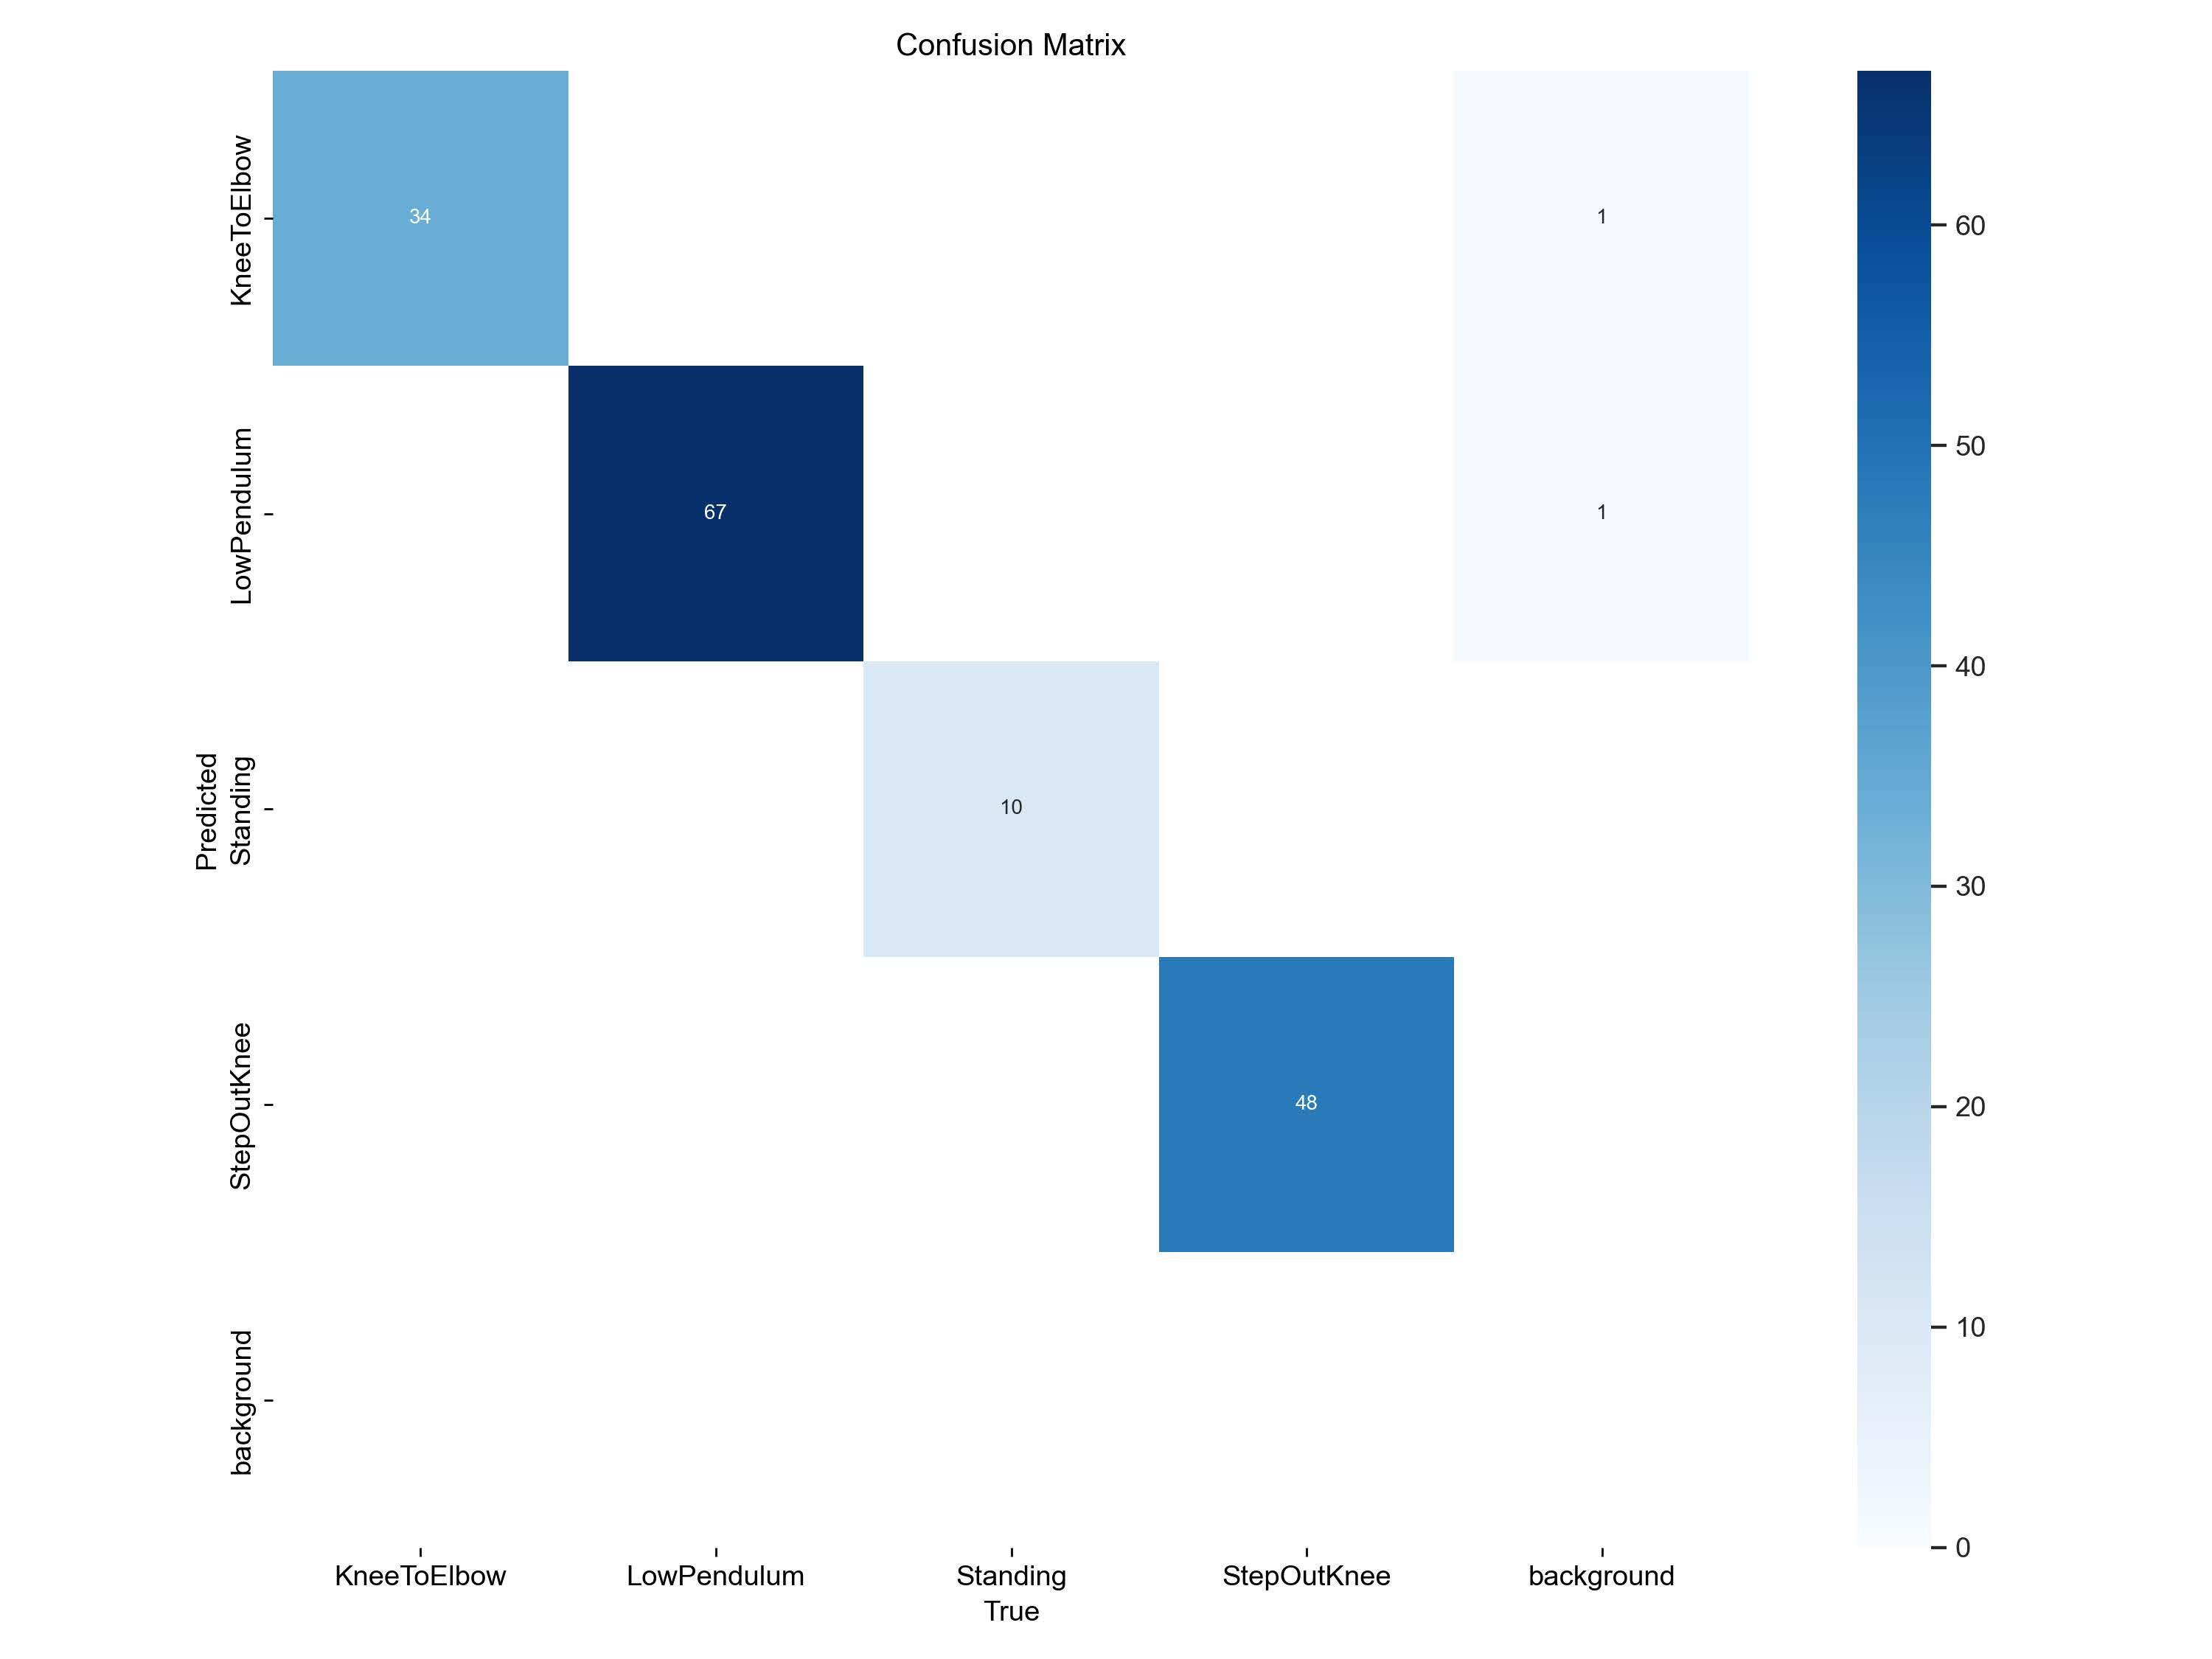 Confusion Matrix
KneeToElbow
34
1
LowPendulum
67
1
Predicted
Standing
10
StepOutKnee
48
background
KneeToElbow
LowPendulum
Standing
StepOutKnee
background
True
60
50
40
30
20
10
0